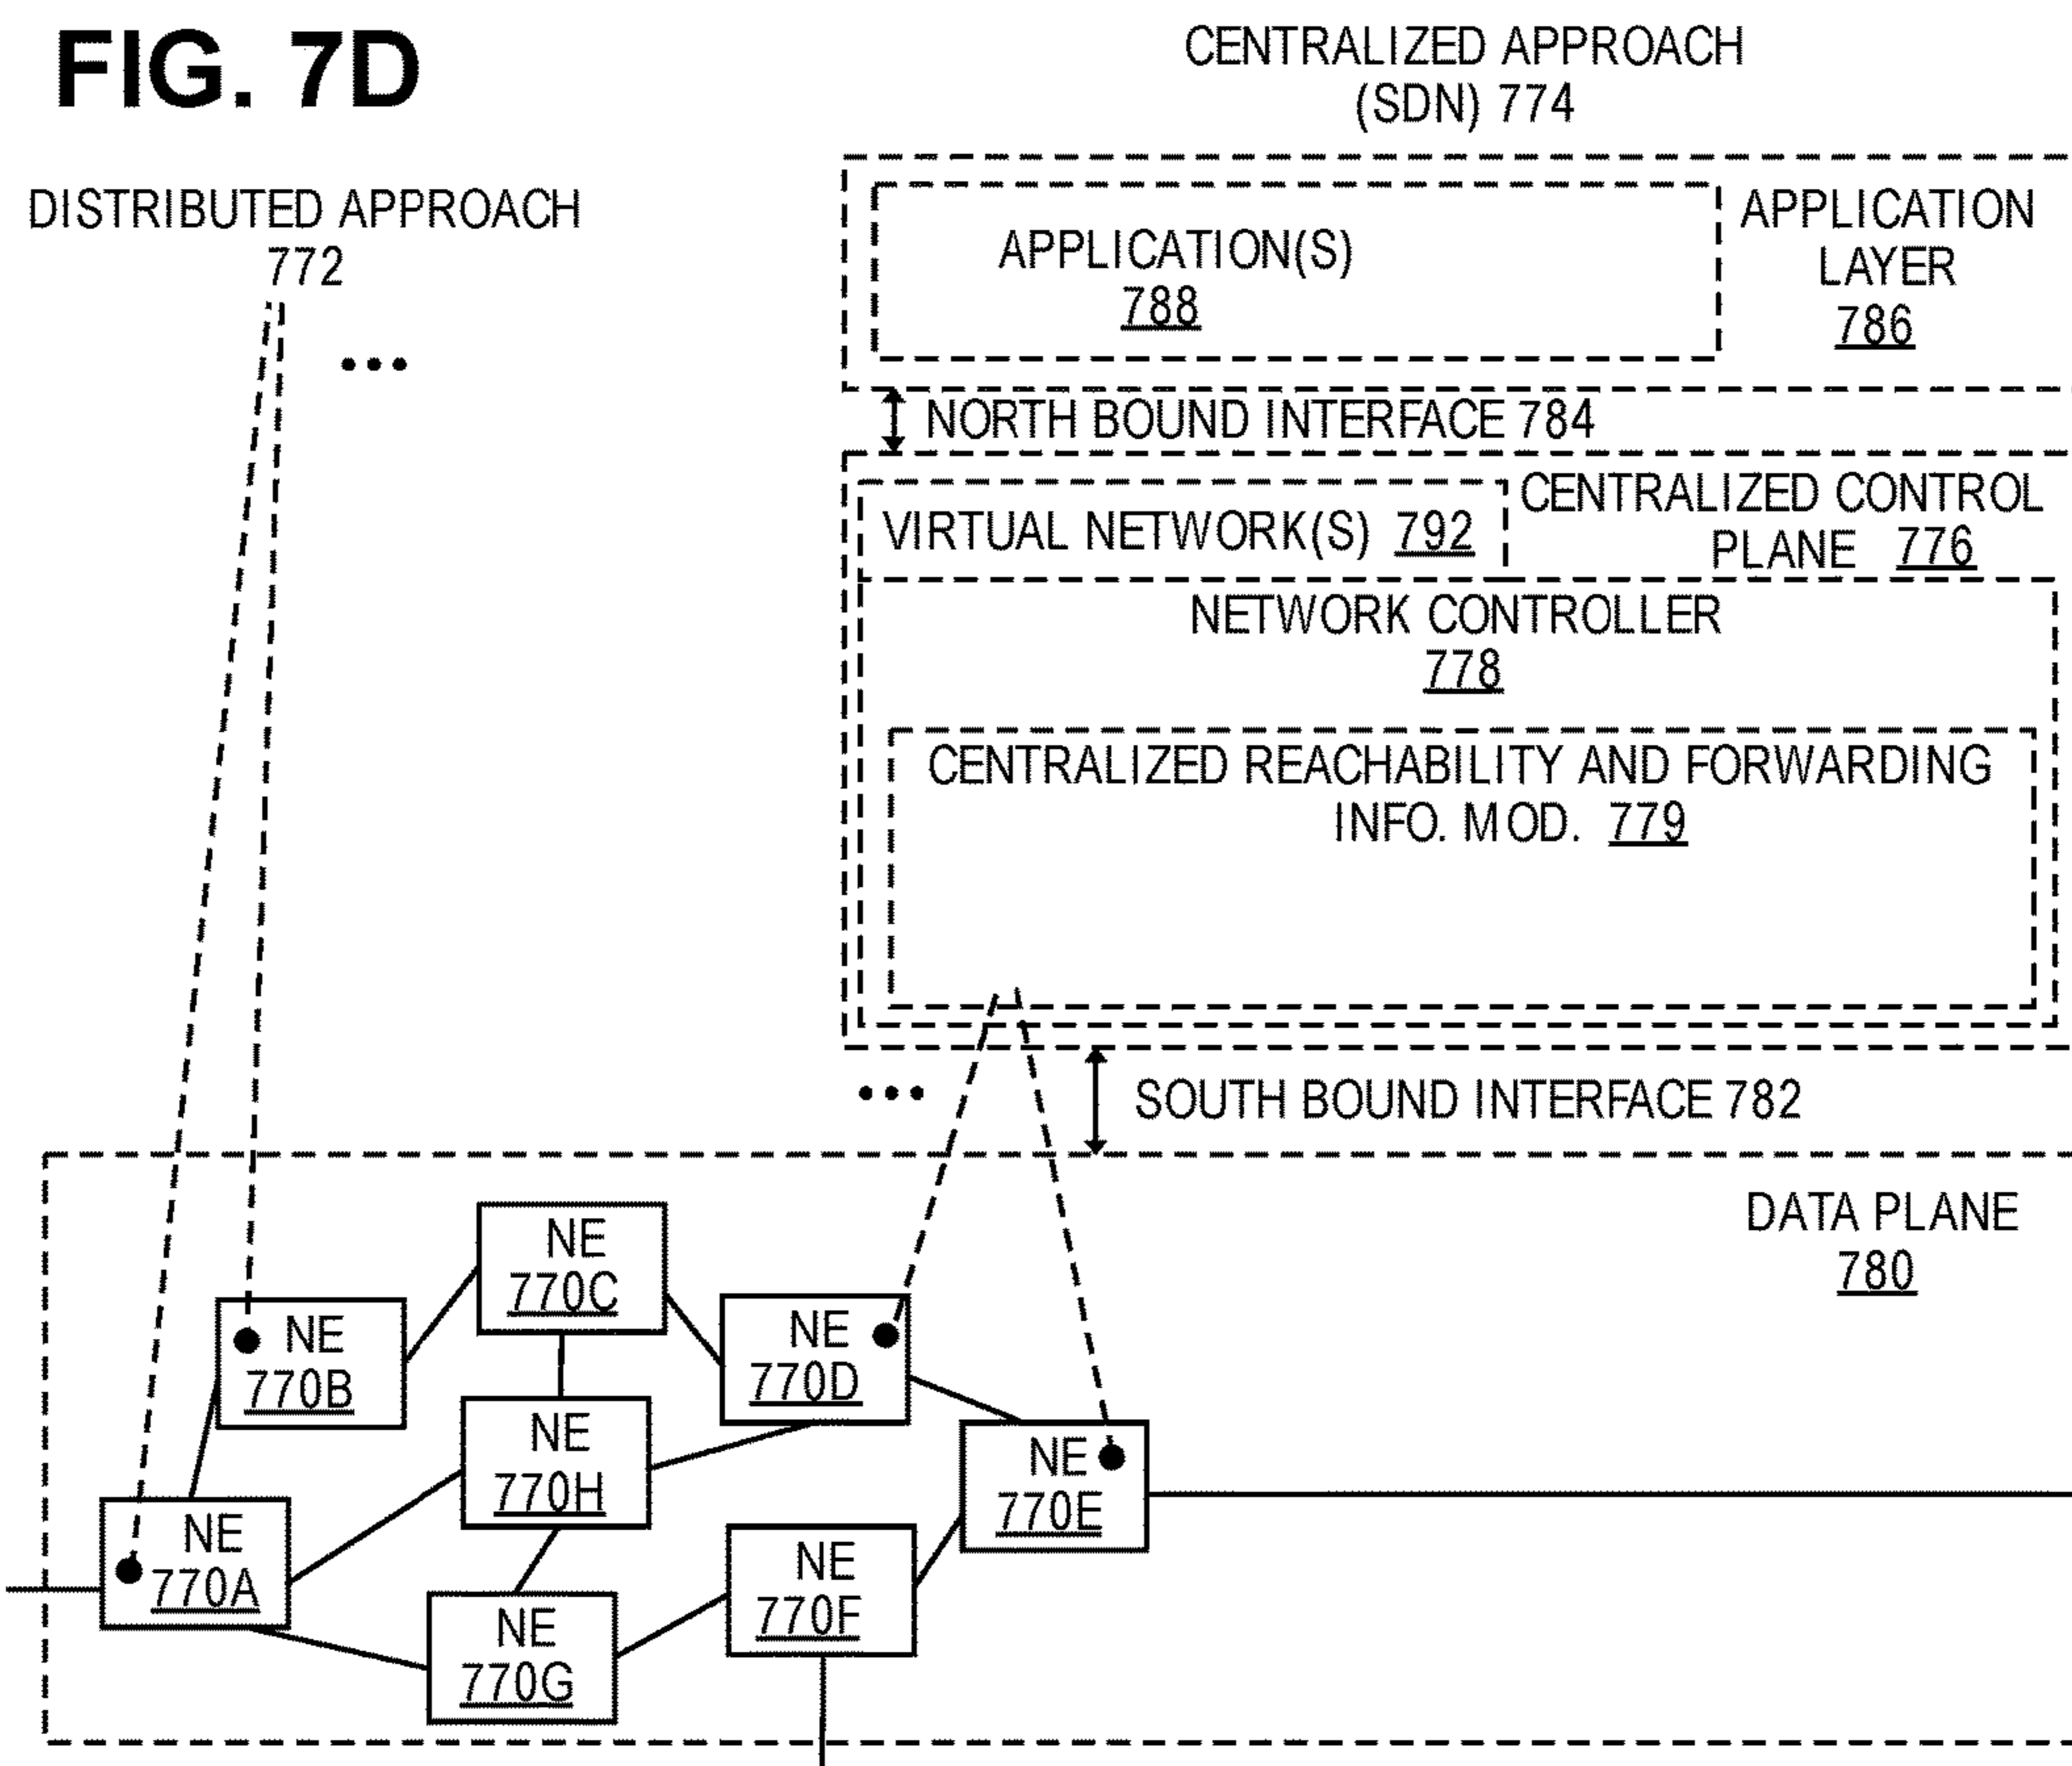 FIG. 7D
CENTRALIZED APPROACH
(SDN) 774
DISTRIBUTED APPROACH
772
APPLICATION(S)
788
APPLICATION
LAYER
786
NORTH BOUND INTERFACE 784
VIRTUAL NETWORK(S) 792
CENTRALIZED CONTROL
PLANE 776
NETWORK CONTROLLER
778
CENTRALIZED REACHABILITY AND FORWARDING
INFO. MOD. 779
SOUTH BOUND INTERFACE 782
DATA PLANE
780
NE
770C
NE
770B
NE
770D
NE
770H
NE
770E
NE
770A
NE
770F
NE
770G